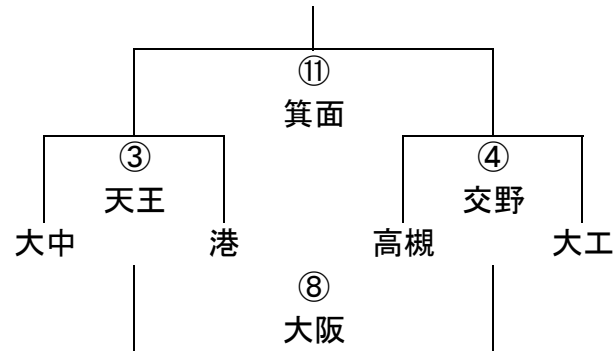 ⑪
箕面
③ ④
天王 交野
大中 港 高槻 大工
⑧
大阪